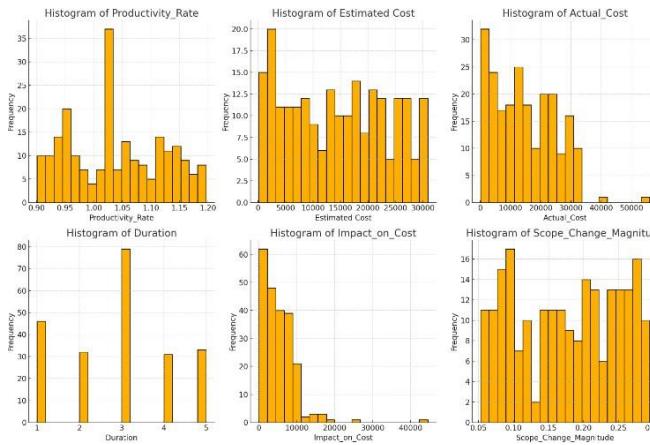 Histogram of Productivity_Rate
35
30
25
20
15
10
5
0
Frequency
0.90 0.95 1.00 1.05 1.10 1.15 1.20
Productivity_Rate
Histogram of Estimated Cost
20.0
17.5
15.0
12.5
10.0
7.5
5.0
2.5
0.0
Frequency
0 5000 10000 15000 20000 25000 30000
Estimated Cost
Histogram of Actual_Cost
30
25
20
15
10
5
0
Frequency
0 10000 20000 30000 40000 50000
Actual_Cost
Histogram of Duration
80
70
60
50
40
30
20
10
0
Frequency
1 2 3 4 5
Duration
Histogram of Impact_on_Cost
60
50
40
30
20
10
0
Frequency
0 10000 20000 30000 40000
Impact_on_Cost
Histogram of Scope_Change_Magnitu
16
14
12
10
8
6
4
2
0
Frequency
0.05 0.10 0.15 0.20 0.25
Scope_Change_Magnitude